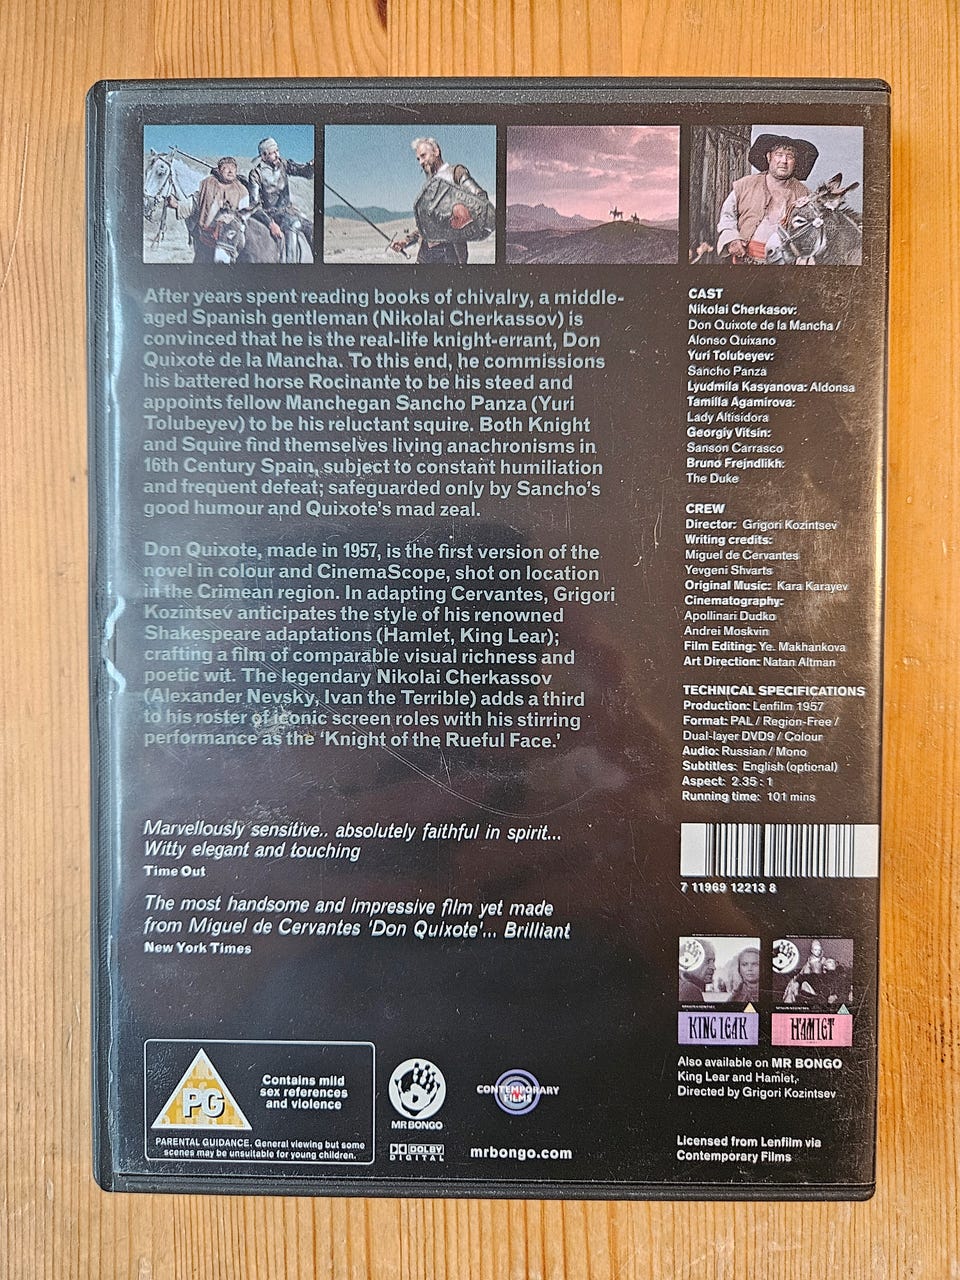 After years spent reading books of chivalry, a middle-
aged Spanish gentleman (Nikolai Cherkassov) is
convinced that he is the real-life knight-errant, Don
Quixote de la Mancha. To this end, he commissions
his battered horse Rocinante to be his steed and
appoints fellow Manchegan Sancho Panza (Yuri
Tolubeyev) to be his reluctant squire. Both Knight
and Squire find themselves living anachronisms in
16th Century Spain, subject to constant humiliation
and frequent defeat; safeguarded only by Sancho's
good humour and Quixote's mad zeal.
Don Quixote, made in 1957, is the first version of the
novel in colour and CinemaScope, shot on location
in the Crimean region. In adapting Cervantes, Grigori
Kozintsev anticipates the style of his renowned
Shakespeare adaptations (Hamlet, King Lear);
crafting a film of comparable visual richness and
poetic wit. The legendary Nikolai Cherkassov
(Alexander Nevsky, Ivan the Terrible) adds a third
to his roster of iconic screen roles with his stirring
performance as the 'Knight of the Rueful Face.'
Marvellously sensitive.. absolutely faithful in spirit...
Witty elegant and touching
Time Out
The most handsome and impressive film yet made
from Miguel de Cervantes 'Don Quixote'... Brilliant
New York Times
CAST
Nikolai Cherkasov:
Don Quixote de la Mancha /
Alonso Quixano
Yuri Tolubeyev:
Sancho Panza
Lyudmila Kasyanova: Aldonsa
Tamilla Agamirova:
Lady Altisidora
Georgiy Vitsin:
Sanson Carrasco
Bruno Frejndlikh:
The Duke
CREW
Director: Grigori Kozintsev
Writing credits:
Miguel de Cervantes
Yevgeni Shvarts
Original Music: Kara Karayev
Cinematography:
Apollinari Dudko
Andrei Moskvin
Film Editing: Ye. Makhankova
Art Direction: Natan Altman
TECHNICAL SPECIFICATIONS
Production: Lenfilm 1957
Format: PAL / Region-Free /
Dual-layer DVD9 / Colour
Audio: Russian / Mono
Subtitles: English (optional)
Aspect: 2.35 : 1
Running time: 101 mins
7 11969 12213 8
KING LEAR
HAMLET
Also available on MR BONGO
King Lear and Hamlet,
Directed by Grigori Kozintsev
Licensed from Lenfilm via
Contemporary Films
PG
Contains mild
sex references
and violence
PARENTAL GUIDANCE. General viewing but some
scenes may be unsuitable for young children.
MR BONGO
CONTEMPORARY
FILMS
DOLBY
DIGITAL
mrbongo.com